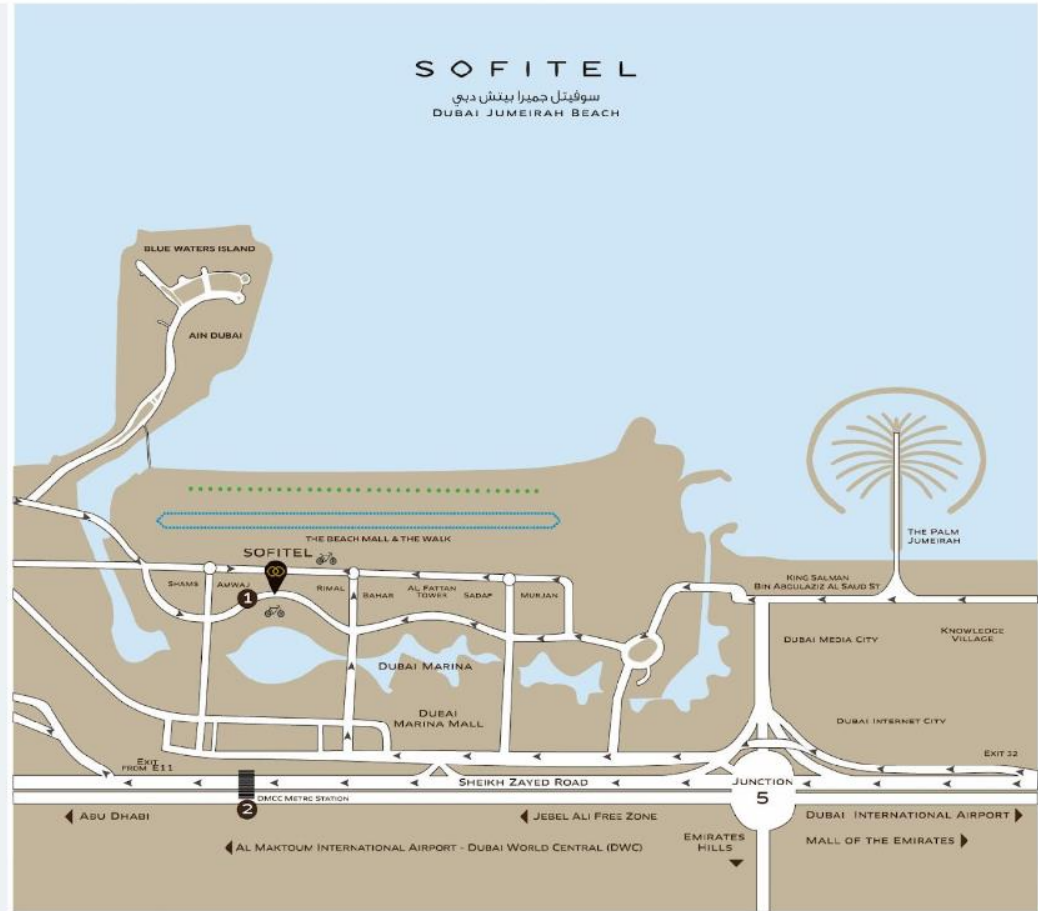 SOFITEL
سوفيتل جميرا بيتش دبي
DUBAI JUMEIRAH BEACH
BLUE WATERS ISLAND
AIN DUBAI
THE BEACH MALL & THE WALK
SOFITEL
THE PALM
JUMEIRAH
SHAMS
AMWAJ
1
RIMAL
BAHAR
AL FATTAN
TOWER
SADAF
MURJAN
KING SALMAN
BIN ABDULAZIZ AL SAUD ST
DUBAI MEDIA CITY
KNOWLEDGE
VILLAGE
DUBAI MARINA
DUBAI
MARINA MALL
DUBAI INTERNET CITY
EXIT
FROM E11
EXIT 32
SHEIKH ZAYED ROAD
JUNCTION
5
DMCC METRO STATION
2
ABU DHABI
JEBEL ALI FREE ZONE
DUBAI INTERNATIONAL AIRPORT
EMIRATES
HILLS
MALL OF THE EMIRATES
AL MAKTOUM INTERNATIONAL AIRPORT - DUBAI WORLD CENTRAL (DWC)